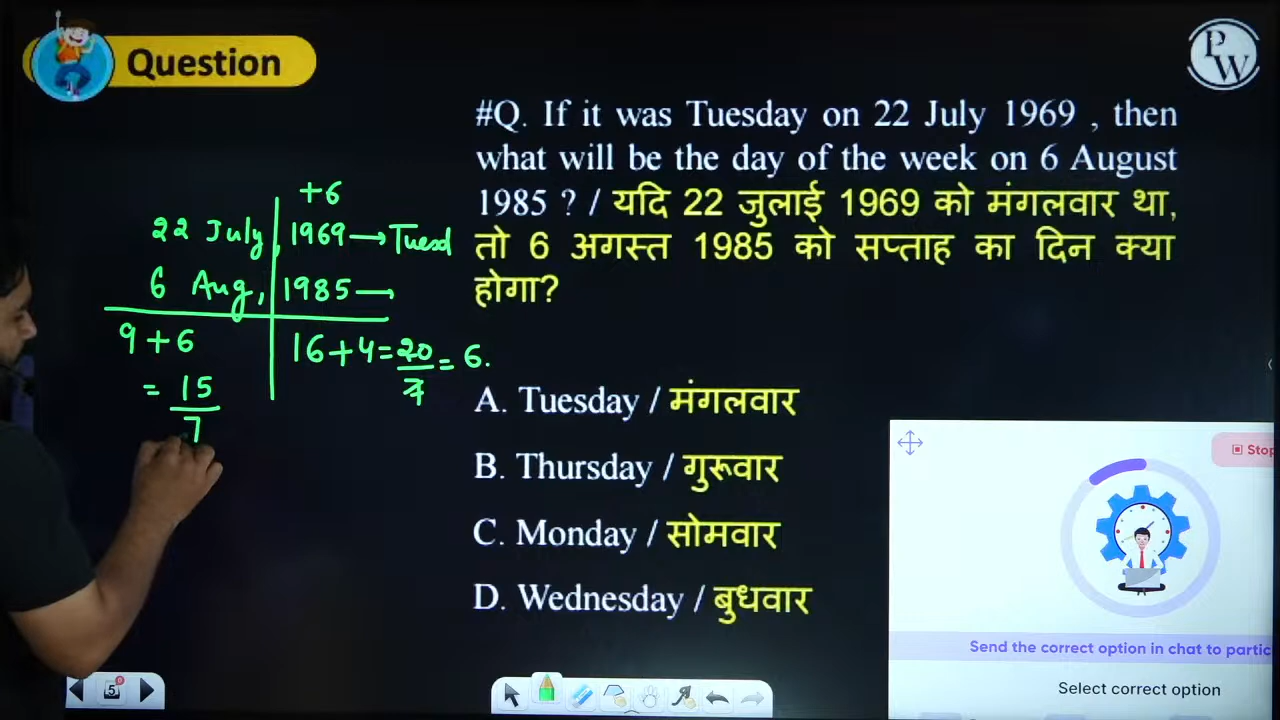 Question
PW
#Q. If it was Tuesday on 22 July 1969 , then
what will be the day of the week on 6 August
1985 ? / यदि 22 जुलाई 1969 को मंगलवार था,
तो 6 अगस्त 1985 को सप्ताह का दिन क्या
होगा?
+6
22 July, 1969 → Tuesd
6 Aug, 1985 →
9 + 6
= 15/7
16 + 4 = 20/7 = 6.
A. Tuesday / मंगलवार
B. Thursday / गुरूवार
C. Monday / सोमवार
D. Wednesday / बुधवार
Stop
Send the correct option in chat to partic
Select correct option
5